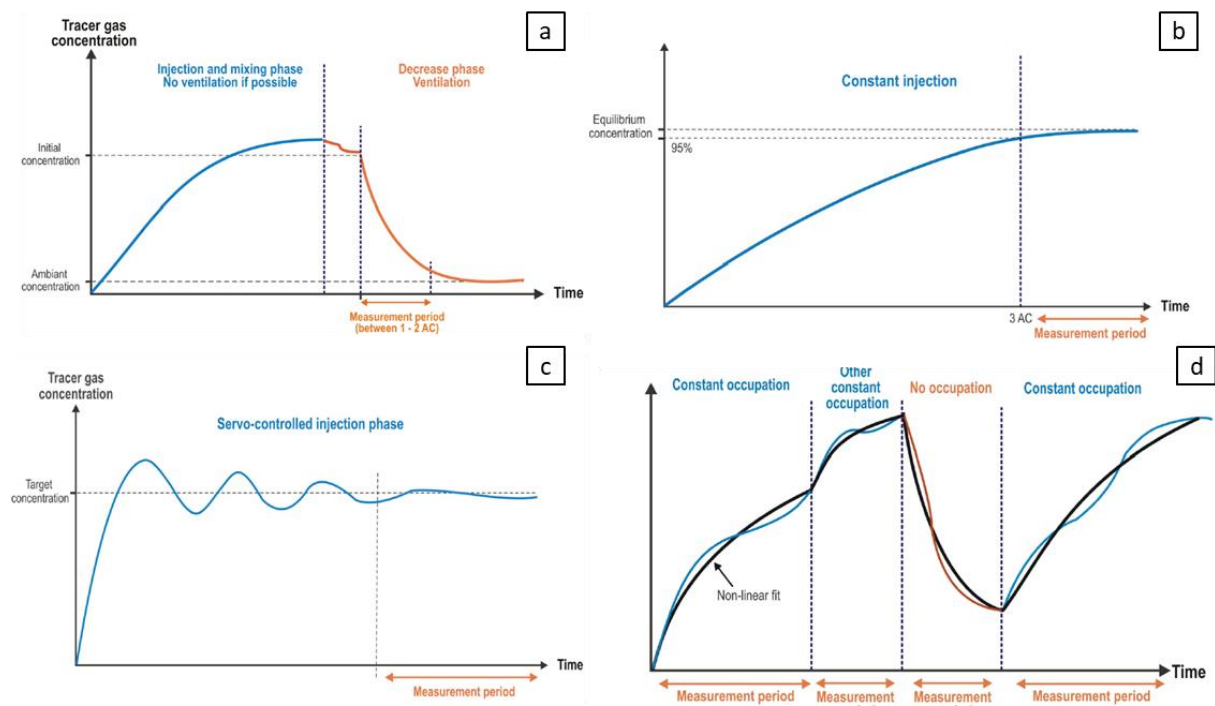 Tracer gas
concentration
a
Injection and mixing phase
No ventilation if possible
Decrease phase
Ventilation
Initial
concentration
Ambiant
concentration
Time
Measurement period
(between 1 - 2 AC)
b
Constant injection
Equilibrium
concentration
95%
3 AC
Time
Measurement period
Tracer gas
concentration
c
Servo-controlled injection phase
Target
concentration
Time
Measurement period
d
Constant occupation
Other
constant
occupation
No occupation
Constant occupation
Non-linear fit
Time
Measurement period
Measurement
Measurement
Measurement period